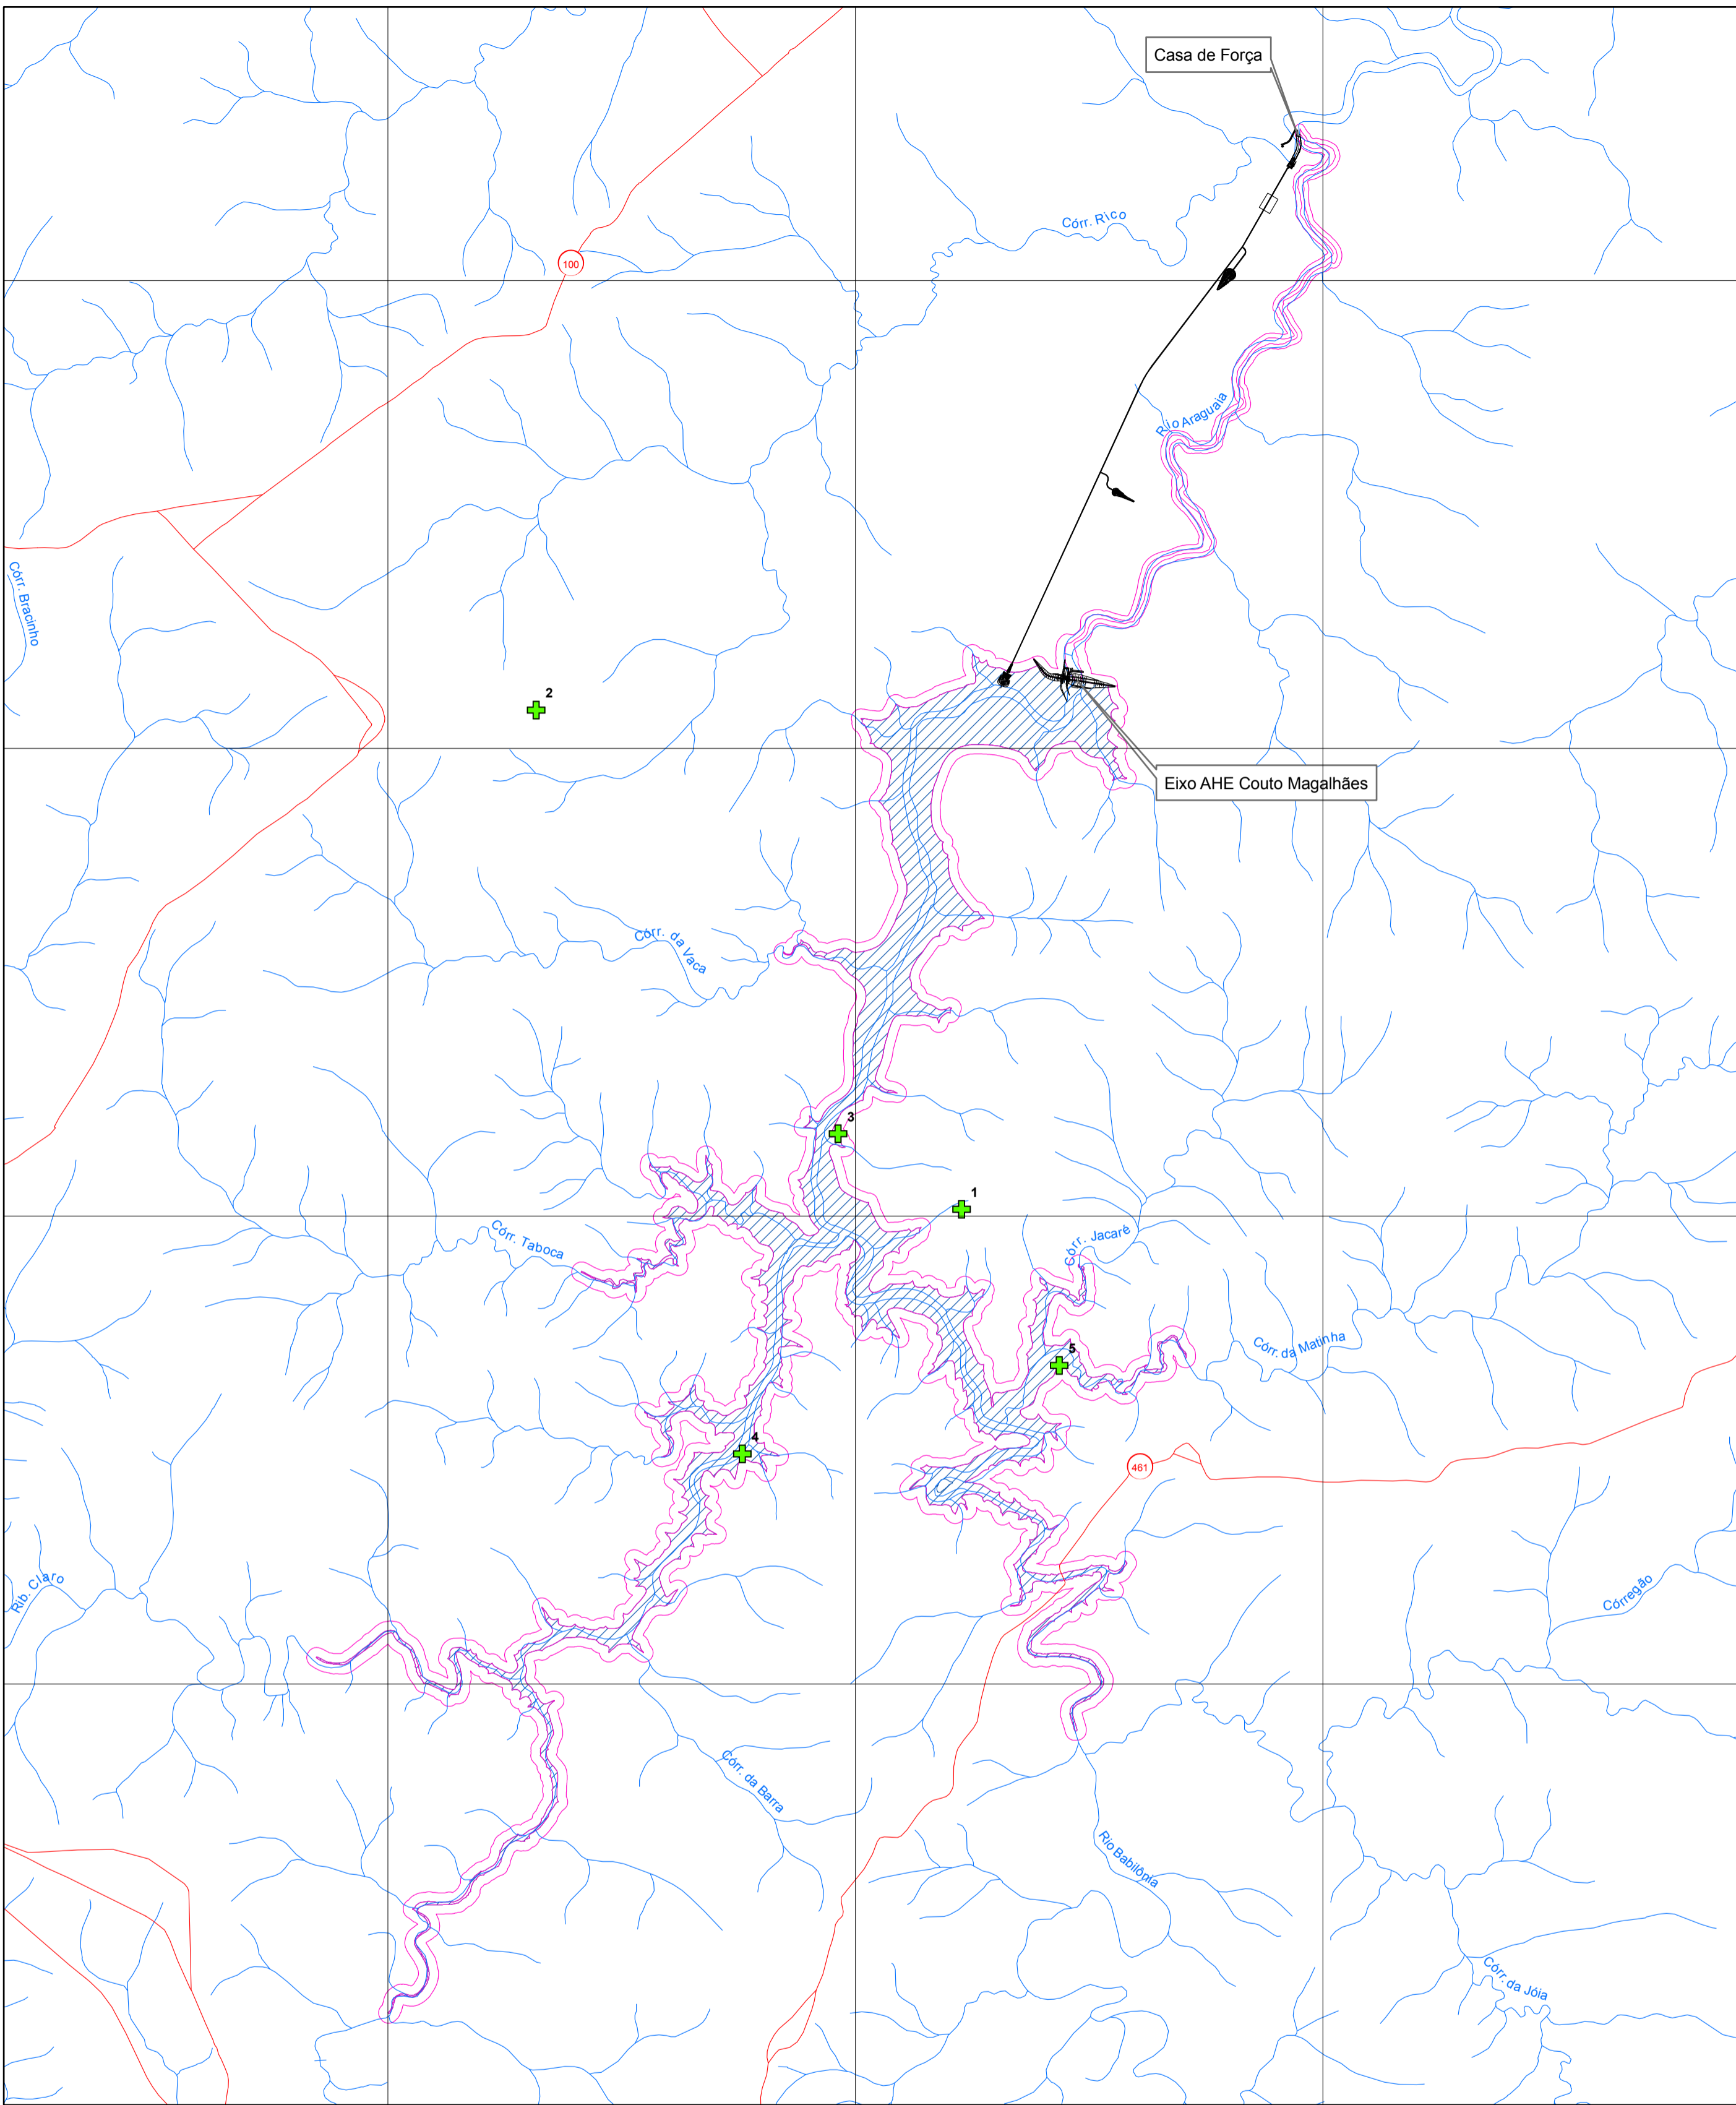 Casa de Força
Córr. Rico
100
Rio Araguaia
Córr. Bracinho
2
Eixo AHE Couto Magalhães
Córr. da Vaca
3
1
Córr. Taboca
Córr. Jacaré
Córr. da Matinha
5
4
461
Rib. Claro
Córregão
Córr. da Barra
Rio Babilônia
Córr. da Jóia